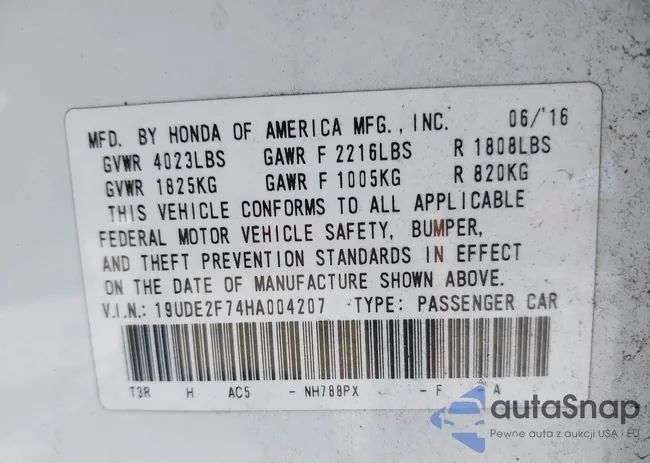 MFD. BY HONDA OF AMERICA MFG., INC. 06/'16
GVWR 4023LBS GAWR F 2216LBS R 1808LBS
GVWR 1825KG GAWR F 1005KG R 820KG
THIS VEHICLE CONFORMS TO ALL APPLICABLE
FEDERAL MOTOR VEHICLE SAFETY, BUMPER,
AND THEFT PREVENTION STANDARDS IN EFFECT
ON THE DATE OF MANUFACTURE SHOWN ABOVE.
V.I.N.: 19UDE2F74HA004207 TYPE: PASSENGER CAR
T3R H AC5 - NH788PX - F - A
autaSnap
Pewne auta z aukcji USA i EU